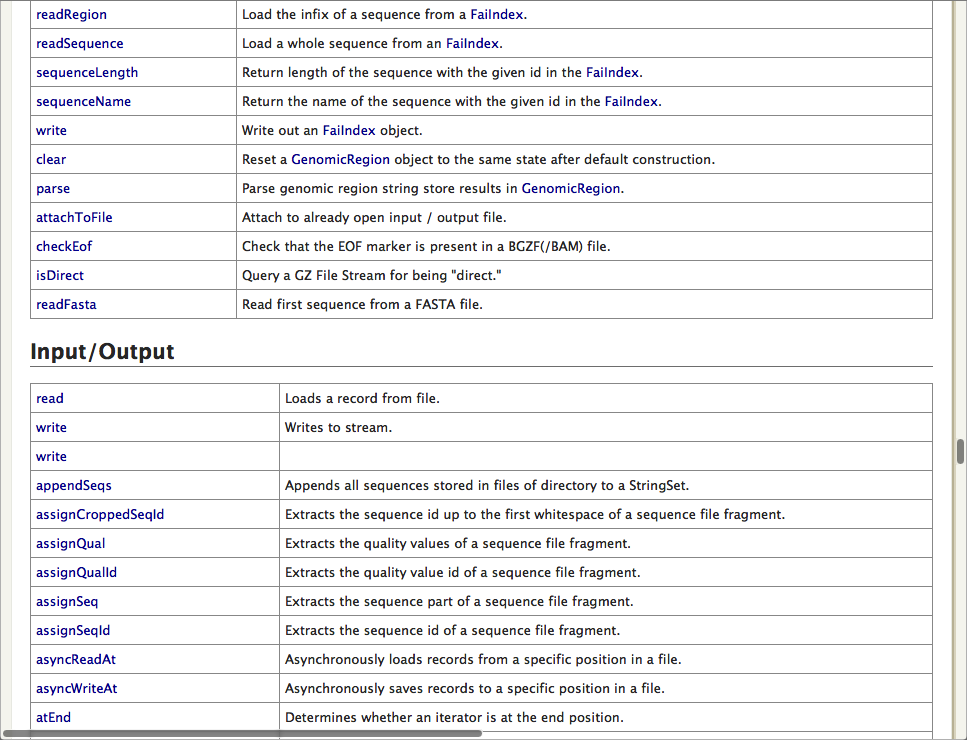 readRegion Load the infix of a sequence from a FaiIndex.
readSequence Load a whole sequence from an FaiIndex.
sequenceLength Return length of the sequence with the given id in the FaiIndex.
sequenceName Return the name of the sequence with the given id in the FaiIndex.
write Write out an FaiIndex object.
clear Reset a GenomicRegion object to the same state after default construction.
parse Parse genomic region string store results in GenomicRegion.
attachToFile Attach to already open input / output file.
checkEof Check that the EOF marker is present in a BGZF(/BAM) file.
isDirect Query a GZ File Stream for being "direct."
readFasta Read first sequence from a FASTA file.
Input/Output
read Loads a record from file.
write Writes to stream.
write
appendSeqs Appends all sequences stored in files of directory to a StringSet.
assignCroppedSeqId Extracts the sequence id up to the first whitespace of a sequence file fragment.
assignQual Extracts the quality values of a sequence file fragment.
assignQualId Extracts the quality value id of a sequence file fragment.
assignSeq Extracts the sequence part of a sequence file fragment.
assignSeqId Extracts the sequence id of a sequence file fragment.
asyncReadAt Asynchronously loads records from a specific position in a file.
asyncWriteAt Asynchronously saves records to a specific position in a file.
atEnd Determines whether an iterator is at the end position.